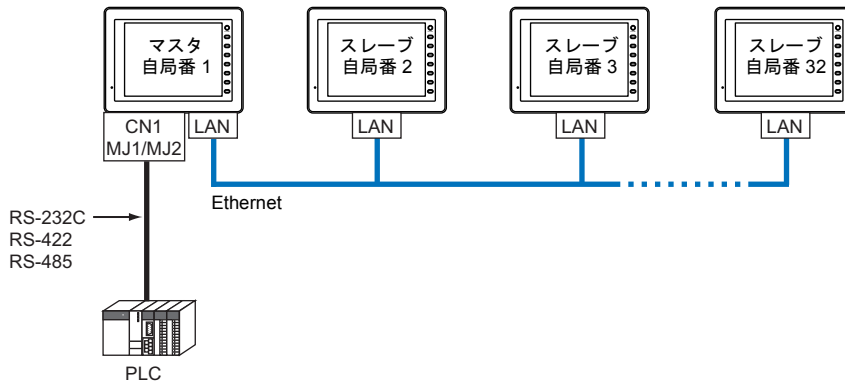 マスタ
自局番 1
スレーブ
自局番 2
スレーブ
自局番 3
スレーブ
自局番 32
CN1
MJ1/MJ2
LAN
LAN
LAN
LAN
Ethernet
RS-232C
RS-422
RS-485
PLC